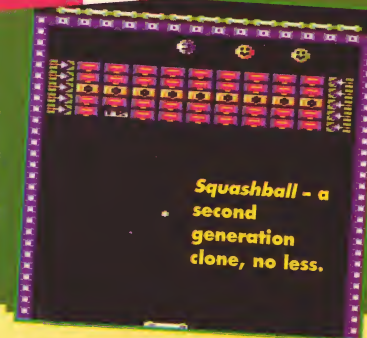 Squashball - a
second
generation
clone, no less.